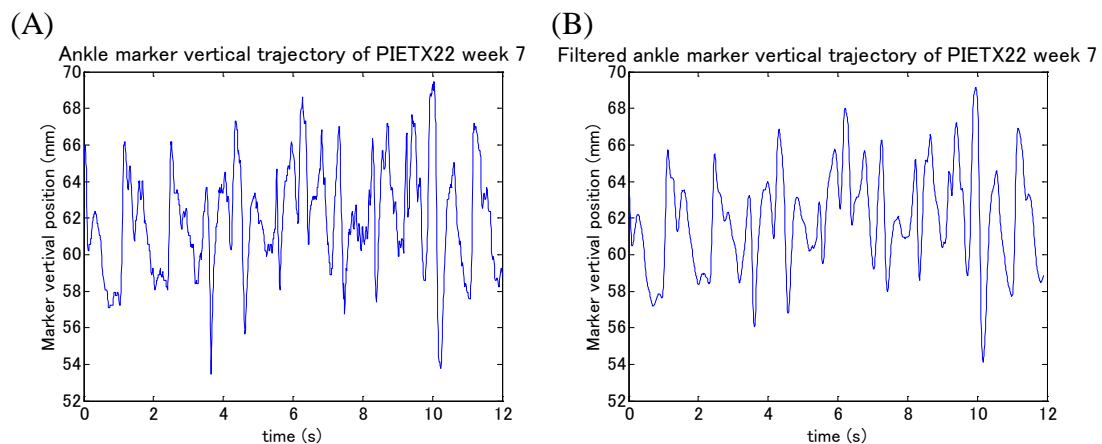 (A)
Ankle marker vertical trajectory of PIETX22 week 7
70
68
66
64
62
60
58
56
54
52
0 2 4 6 8 10 12
Marker vertival position (mm)
time (s)
(B)
Filtered ankle marker vertical trajectory of PIETX22 week 7
70
68
66
64
62
60
58
56
54
52
0 2 4 6 8 10 12
Marker vertival position (mm)
time (s)